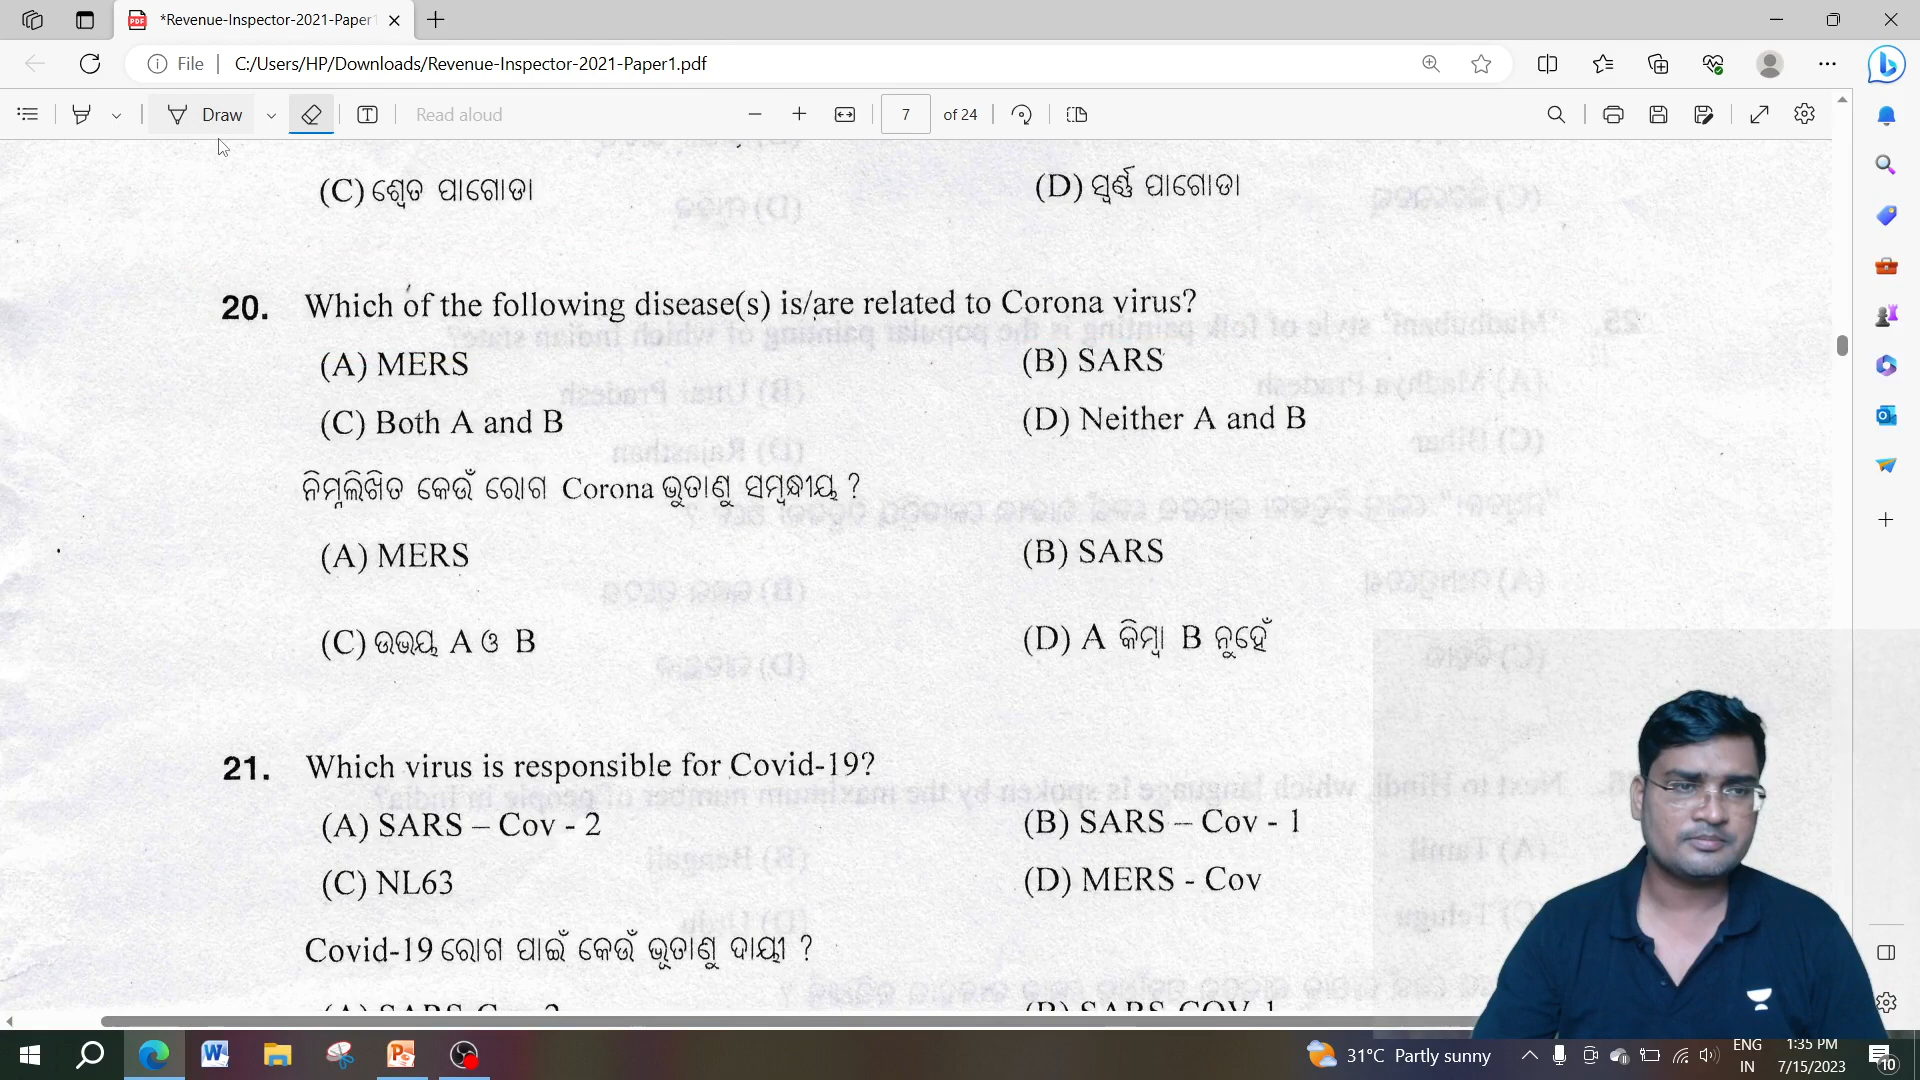 *Revenue-Inspector-2021-Paper1
File
C:/Users/HP/Downloads/Revenue-Inspector-2021-Paper1.pdf
Draw
Read aloud
7
of 24
(C) ଶ୍ୱେତ ପାଗୋଡା
(D) ସ୍ୱର୍ଣ୍ଣ ପାଗୋଡା
20. Which of the following disease(s) is/are related to Corona virus?
(A) MERS
(B) SARS
(C) Both A and B
(D) Neither A and B
ନିମ୍ନଲିଖିତ କେଉଁ ରୋଗ Corona ଭୁତାଣୁ ସମ୍ବନ୍ଧୀୟ ?
(A) MERS
(B) SARS
(C) ଉଭୟ A ଓ B
(D) A କିମ୍ବା B ନୁହେଁ
21. Which virus is responsible for Covid-19?
(A) SARS – Cov - 2
(B) SARS – Cov - 1
(C) NL63
(D) MERS - Cov
Covid-19 ରୋଗ ପାଇଁ କେଉଁ ଭୂତାଣୁ ଦାୟୀ ?
31°C Partly sunny
ENG
IN
1:35 PM
7/15/2023
10